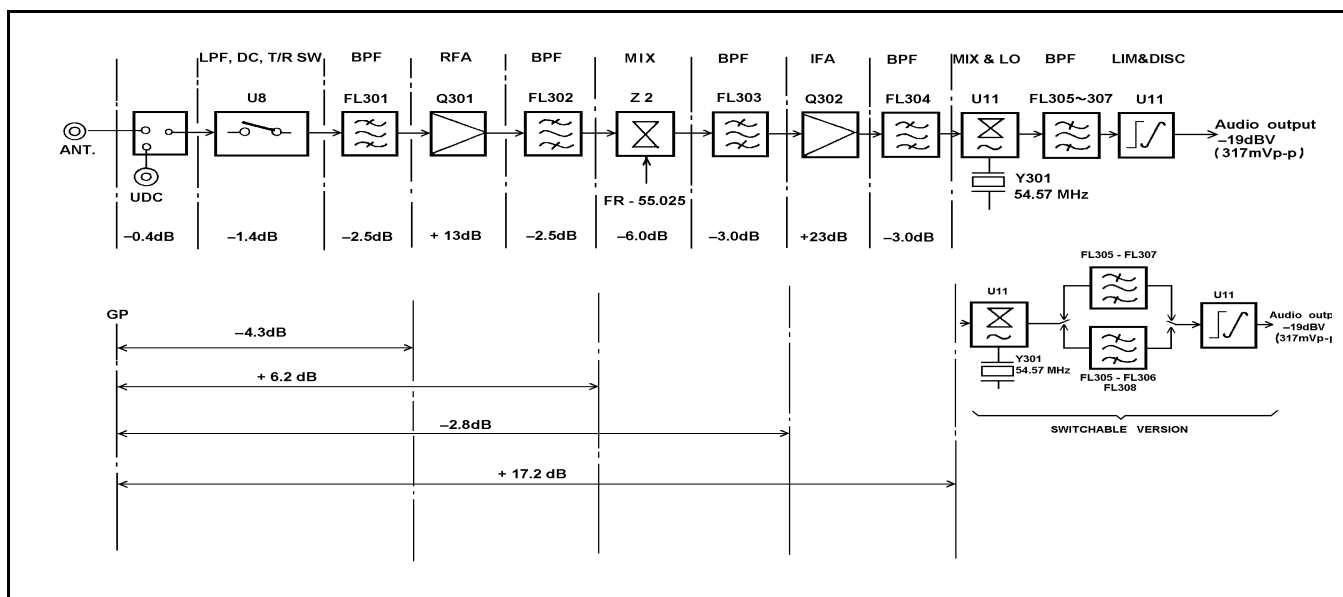 LPF, DC, T/R SW BPF RFA BPF MIX BPF IFA BPF MIX & LO BPF LIM&DISC
U8 FL301 Q301 FL302 Z 2 FL303 Q302 FL304 U11 FL305~307 U11
ANT.
UDC
FR - 55.025
Y301
54.57 MHz
Audio output
–19dBV
(317mVp-p)
–0.4dB –1.4dB –2.5dB + 13dB –2.5dB –6.0dB –3.0dB +23dB –3.0dB
GP
–4.3dB
+ 6.2 dB
–2.8dB
+ 17.2 dB
FL305 - FL307
U11
U11
Y301
54.57 MHz
FL305 - FL306
FL308
Audio outp
–19dBV
(317mVp-p
SWITCHABLE VERSION